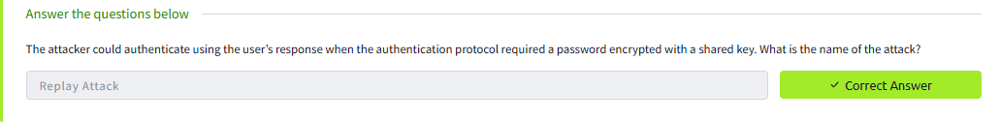 Answer the questions below
The attacker could authenticate using the user’s response when the authentication protocol required a password encrypted with a shared key. What is the name of the attack?
Replay Attack
✓ Correct Answer